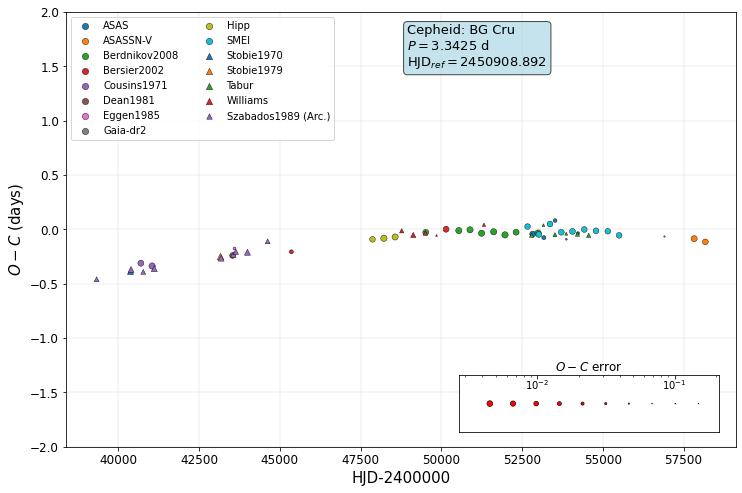 ASAS
ASASSN-V
Berdnikov2008
Bersier2002
Cousins1971
Dean1981
Eggen1985
Gaia-dr2
Hipp
SMEI
Stobie1970
Stobie1979
Tabur
Williams
Szabados1989 (Arc.)
Cepheid: BG Cru
P = 3.3425 d
HJD_ref = 2450908.892
2.0
1.5
1.0
0.5
0.0
−0.5
−1.0
−1.5
−2.0
O − C (days)
O − C error
10^−2 10^−1
40000 42500 45000 47500 50000 52500 55000 57500
HJD-2400000